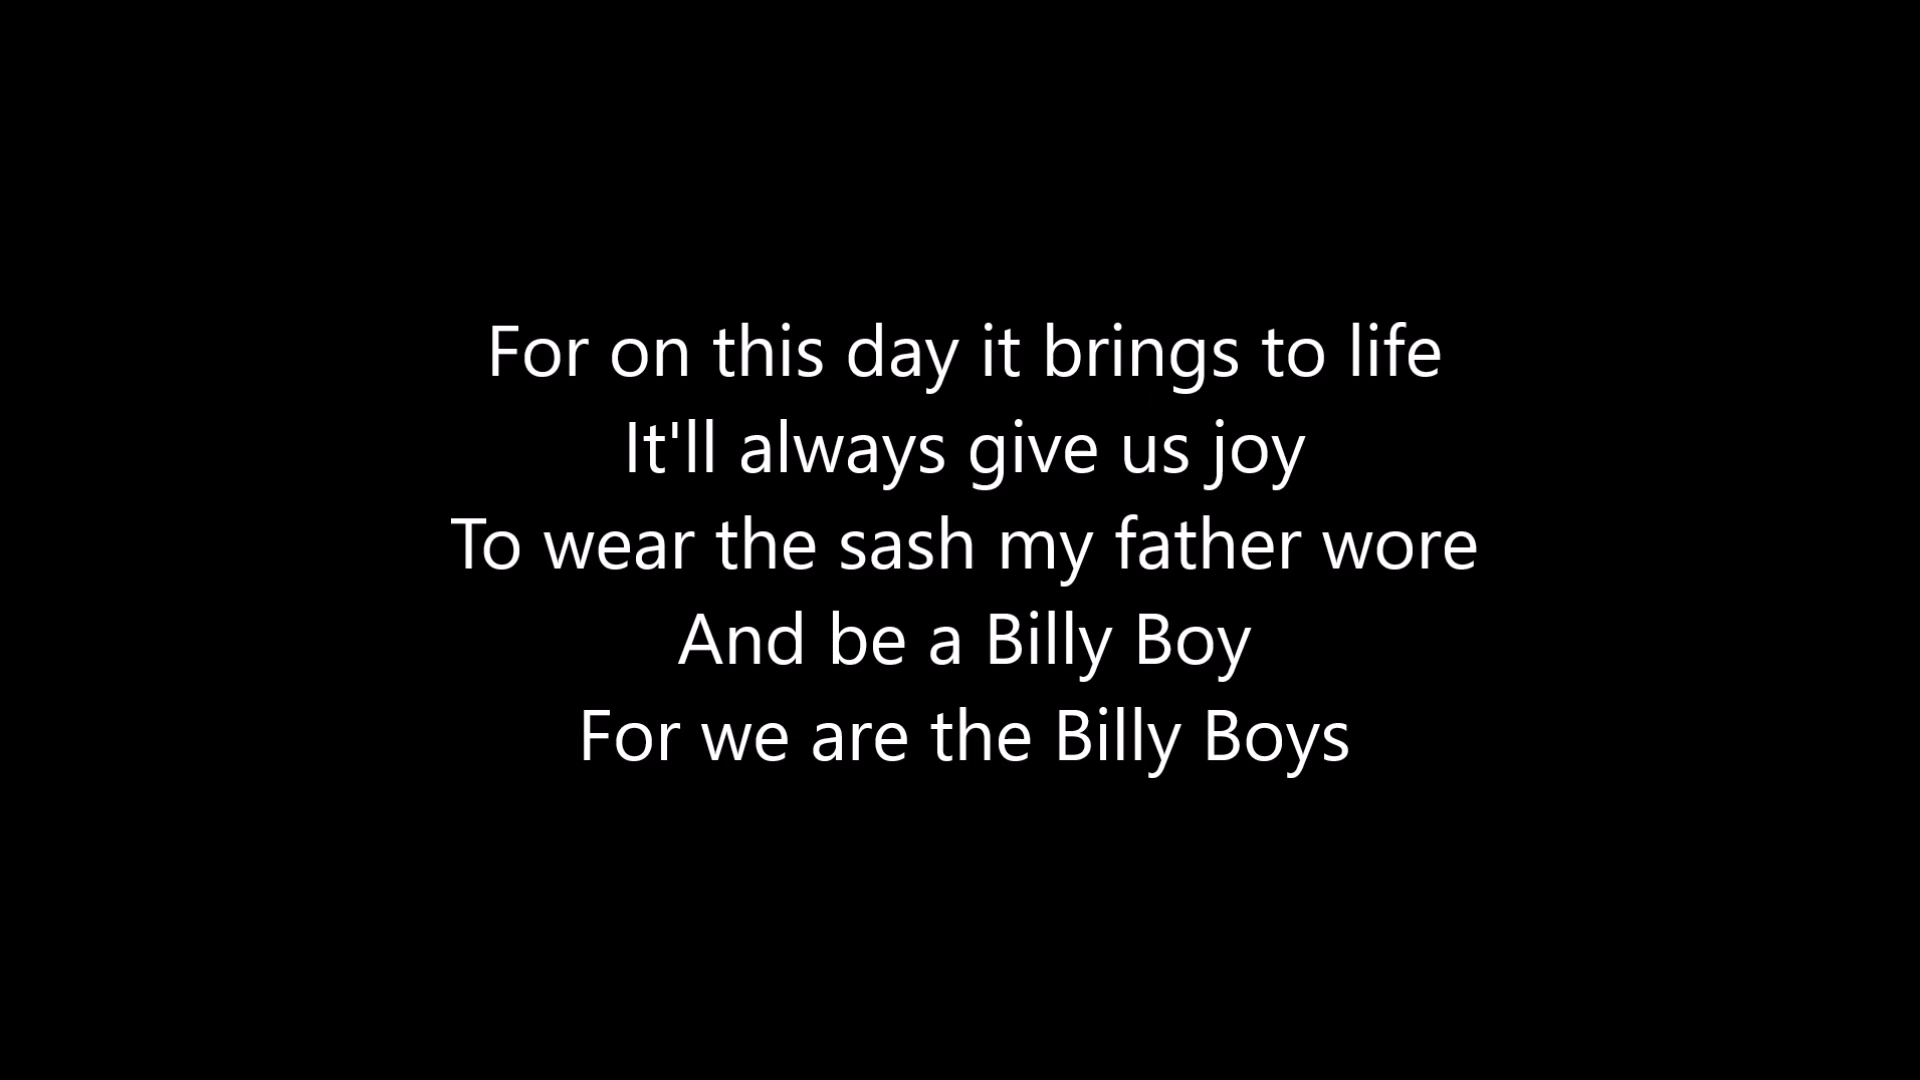 For on this day it brings to life
It'll always give us joy
To wear the sash my father wore
And be a Billy Boy
For we are the Billy Boys